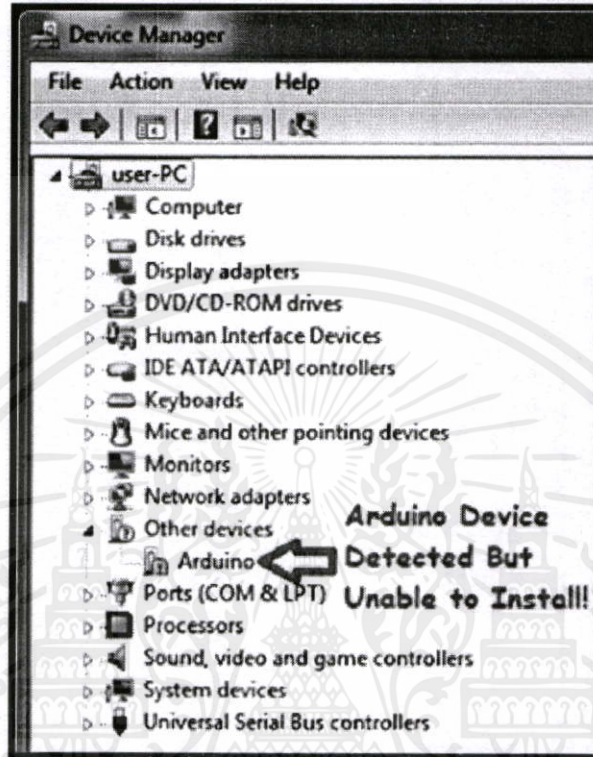 Device Manager
File Action View Help
user-PC
Computer
Disk drives
Display adapters
DVD/CD-ROM drives
Human Interface Devices
IDE ATA/ATAPI controllers
Keyboards
Mice and other pointing devices
Monitors
Network adapters
Other devices
Arduino
Ports (COM & LPT)
Processors
Sound, video and game controllers
System devices
Universal Serial Bus controllers
Arduino Device
Detected But
Unable to Install!